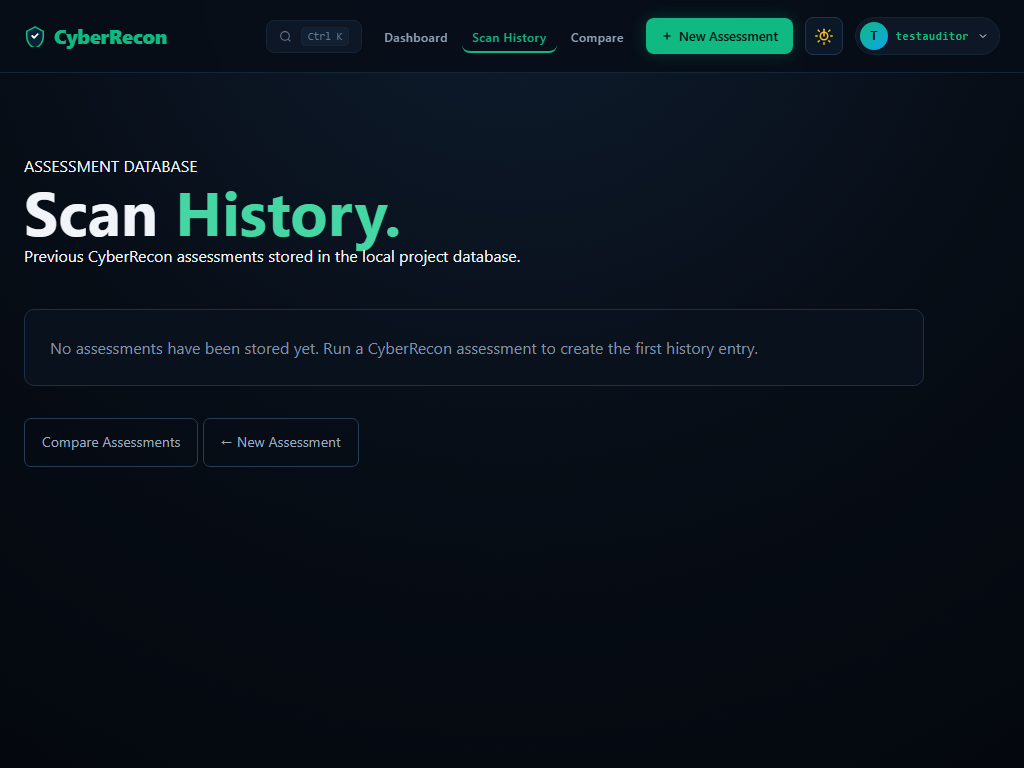 CyberRecon
Ctrl K
Dashboard
Scan History
Compare
+ New Assessment
T
testauditor
ASSESSMENT DATABASE
Scan History.
Previous CyberRecon assessments stored in the local project database.
No assessments have been stored yet. Run a CyberRecon assessment to create the first history entry.
Compare Assessments
← New Assessment